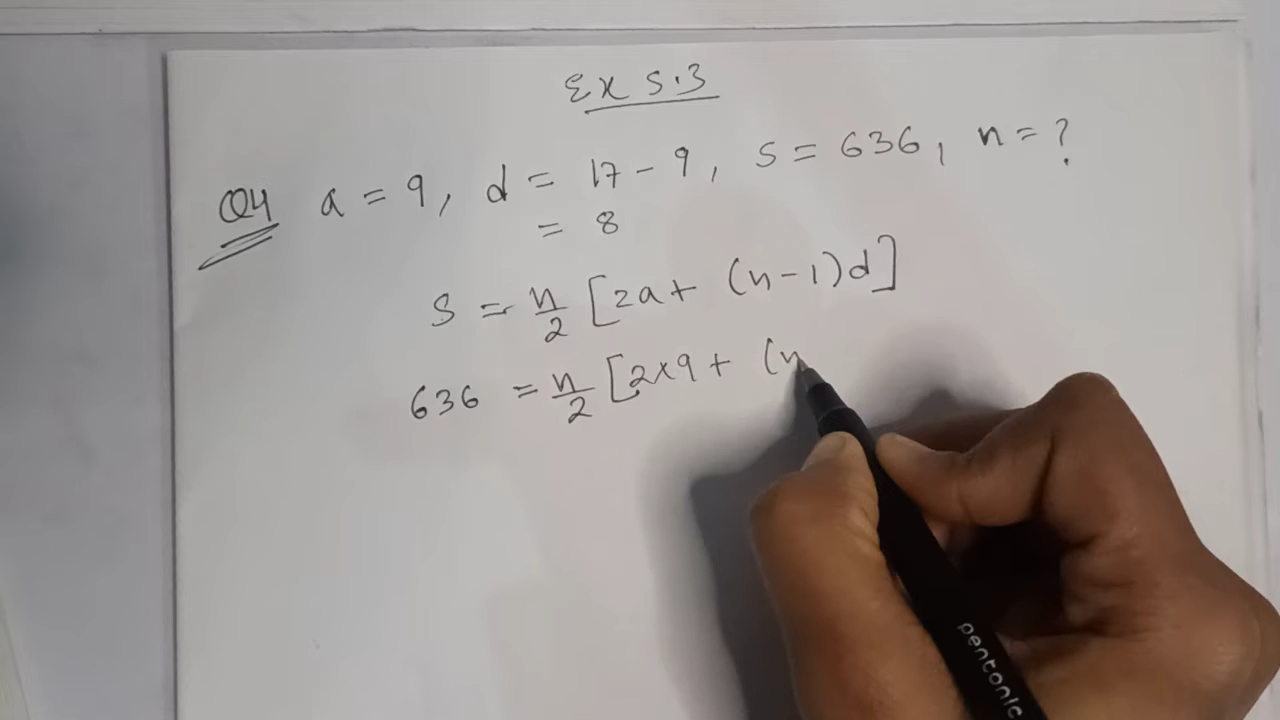 Ex 5.3
Q4 a = 9, d = 17 - 9, S = 636, n = ?
= 8
S = n/2 [2a + (n-1)d]
636 = n/2 [2×9 + (n
pentonic